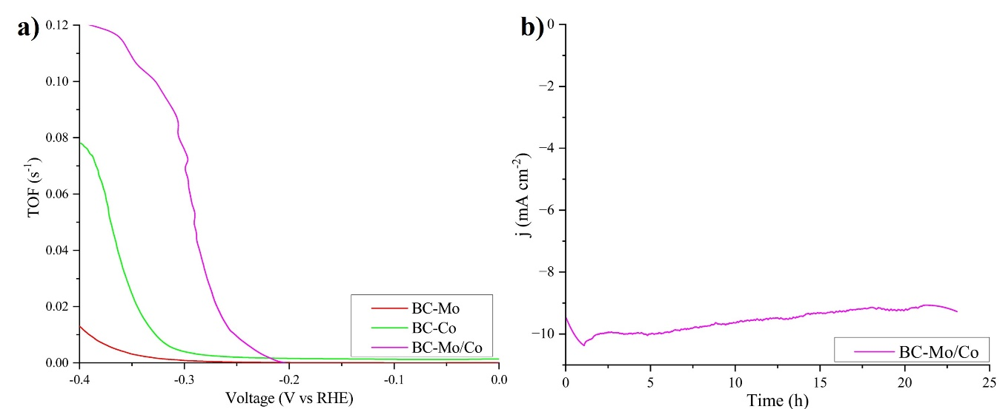 a)
TOF (s⁻¹)
0.12
0.10
0.08
0.06
0.04
0.02
0.00
-0.4
-0.3
-0.2
-0.1
0.0
Voltage (V vs RHE)
BC-Mo
BC-Co
BC-Mo/Co
b)
j (mA cm⁻²)
0
−2
−4
−6
−8
−10
0
5
10
15
20
25
Time (h)
BC-Mo/Co